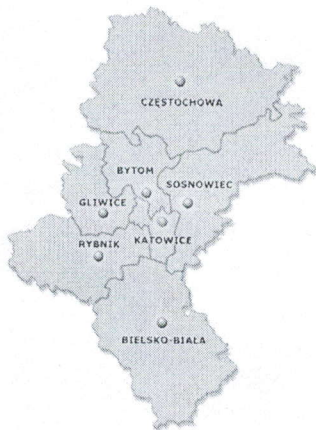 CZĘSTOCHOWA
BYTOM
SOSNOWIEC
GLIWICE
RYBNIK
KATOWICE
BIELSKO-BIAŁA